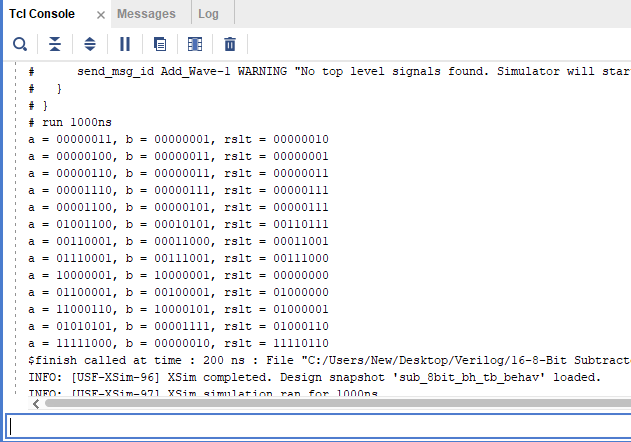 Tcl Console × Messages Log
# send_msg_id Add_Wave-1 WARNING "No top level signals found. Simulator will star
# }
# }
# run 1000ns
a = 00000011, b = 00000001, rslt = 00000010
a = 00000100, b = 00000011, rslt = 00000001
a = 00000110, b = 00000011, rslt = 00000011
a = 00001110, b = 00000111, rslt = 00000111
a = 00001100, b = 00000101, rslt = 00000111
a = 01001100, b = 00010101, rslt = 00110111
a = 00110001, b = 00011000, rslt = 00011001
a = 01110001, b = 00111001, rslt = 00111000
a = 10000001, b = 10000001, rslt = 00000000
a = 01100001, b = 00100001, rslt = 01000000
a = 11000110, b = 10000101, rslt = 01000001
a = 01010101, b = 00001111, rslt = 01000110
a = 11111000, b = 00000010, rslt = 11110110
$finish called at time : 200 ns : File "C:/Users/New/Desktop/Verilog/16-8-Bit Subtract
INFO: [USF-XSim-96] XSim completed. Design snapshot 'sub_8bit_bh_tb_behav' loaded.
INFO: [USF-XSim-97] XSim simulation ran for 1000ns